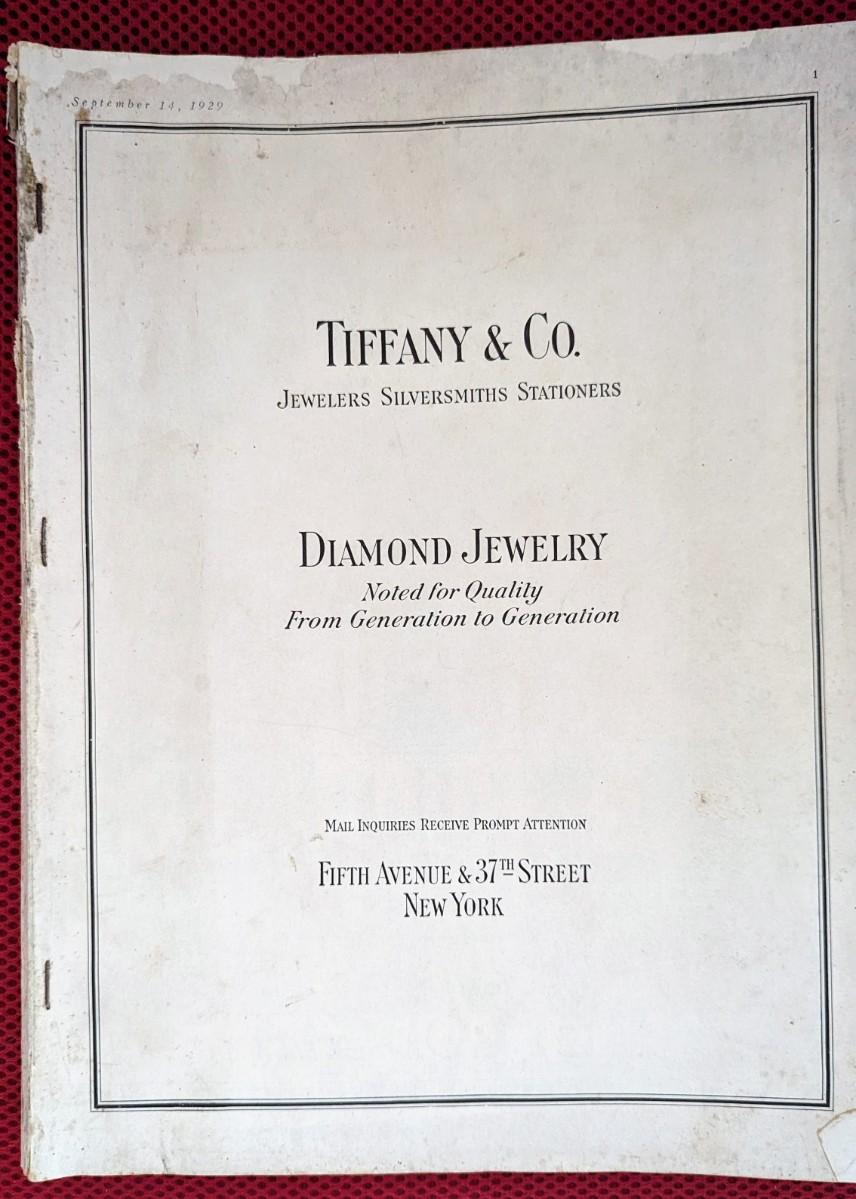 September 14, 1929
1
TIFFANY & CO.
JEWELERS SILVERSMITHS STATIONERS
DIAMOND JEWELRY
Noted for Quality
From Generation to Generation
MAIL INQUIRIES RECEIVE PROMPT ATTENTION
FIFTH AVENUE & 37TH STREET
NEW YORK